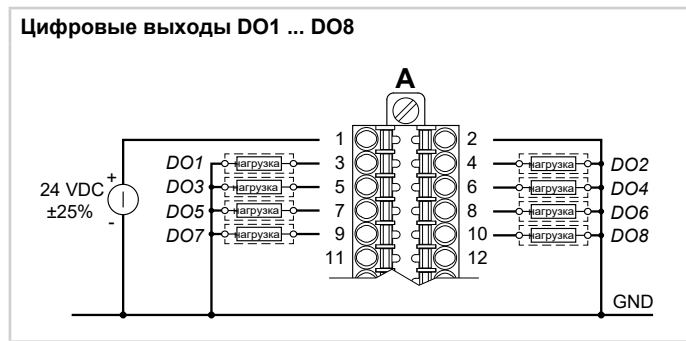 Цифровые выходы DO1 ... DO8
A
1 2
DO1 нагрузка 3 4 нагрузка DO2
DO3 нагрузка 5 6 нагрузка DO4
DO5 нагрузка 7 8 нагрузка DO6
DO7 нагрузка 9 10 нагрузка DO8
11 12
+
24 VDC
±25%
-
GND